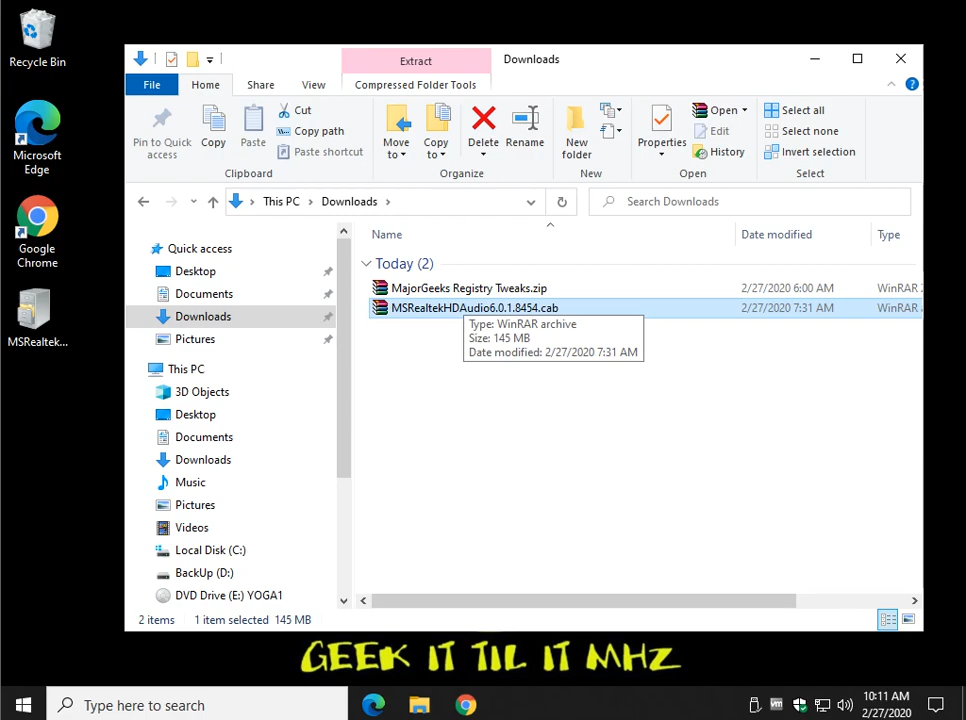 Recycle Bin
Microsoft
Edge
Google
Chrome
MSRealtek...
Extract
Downloads
File
Home
Share
View
Compressed Folder Tools
Pin to Quick
access
Copy
Paste
Cut
Copy path
Paste shortcut
Clipboard
Move
to
Copy
to
Delete
Rename
Organize
New
folder
New
Properties
Open
Edit
History
Open
Select all
Select none
Invert selection
Select
This PC
Downloads
Search Downloads
Quick access
Desktop
Documents
Downloads
Pictures
This PC
3D Objects
Desktop
Documents
Downloads
Music
Pictures
Videos
Local Disk (C:)
BackUp (D:)
DVD Drive (E:) YOGA1
Name
Date modified
Type
Today (2)
MajorGeeks Registry Tweaks.zip
2/27/2020 6:00 AM
WinRAR
MSRealtekHDAudio6.0.1.8454.cab
2/27/2020 7:31 AM
WinRAR
Type: WinRAR archive
Size: 145 MB
Date modified: 2/27/2020 7:31 AM
2 items
1 item selected 145 MB
GEEK IT TIL IT MHZ
Type here to search
10:11 AM
2/27/2020